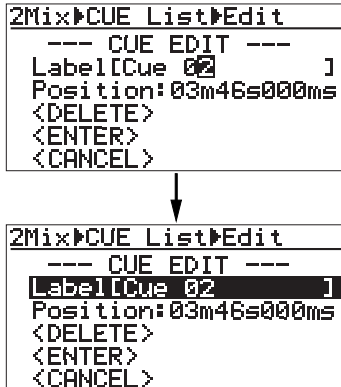 2Mix▶CUE List▶Edit
--- CUE EDIT ---
Label[Cue 02 ]
Position:03m46s000ms
<DELETE>
<ENTER>
<CANCEL>
2Mix▶CUE List▶Edit
--- CUE EDIT ---
Label[Cue 02 ]
Position:03m46s000ms
<DELETE>
<ENTER>
<CANCEL>